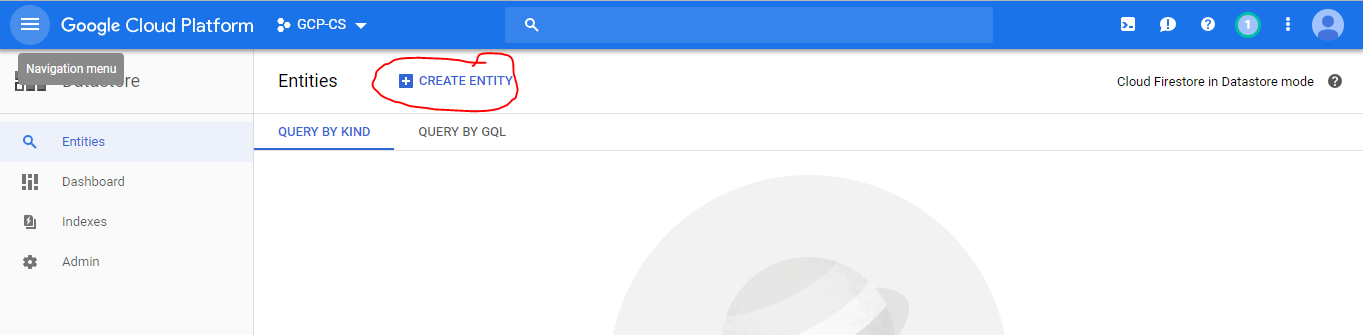 Google Cloud Platform
GCP-CS
1
Navigation menu
Datastore
Entities
CREATE ENTITY
Cloud Firestore in Datastore mode
QUERY BY KIND
QUERY BY GQL
Entities
Dashboard
Indexes
Admin